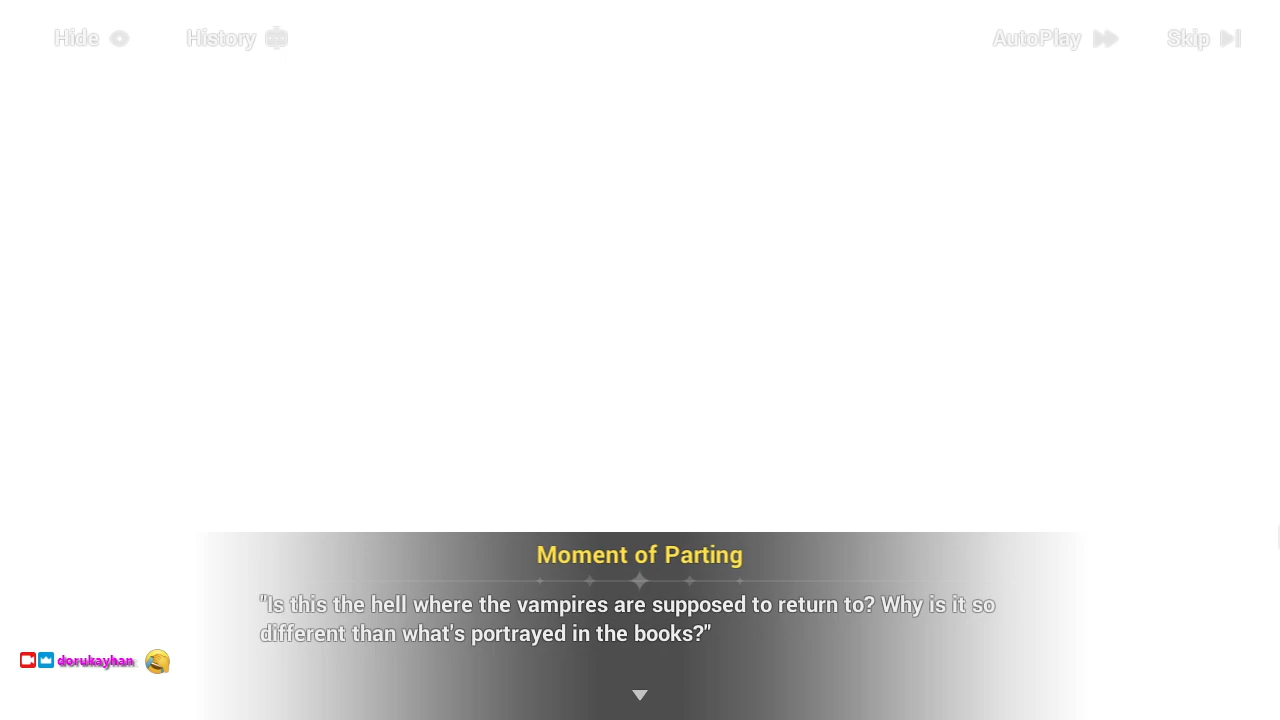 Hide
History
AutoPlay
Skip
Moment of Parting
"Is this the hell where the vampires are supposed to return to? Why is it so
different than what's portrayed in the books?"
dorukayhan